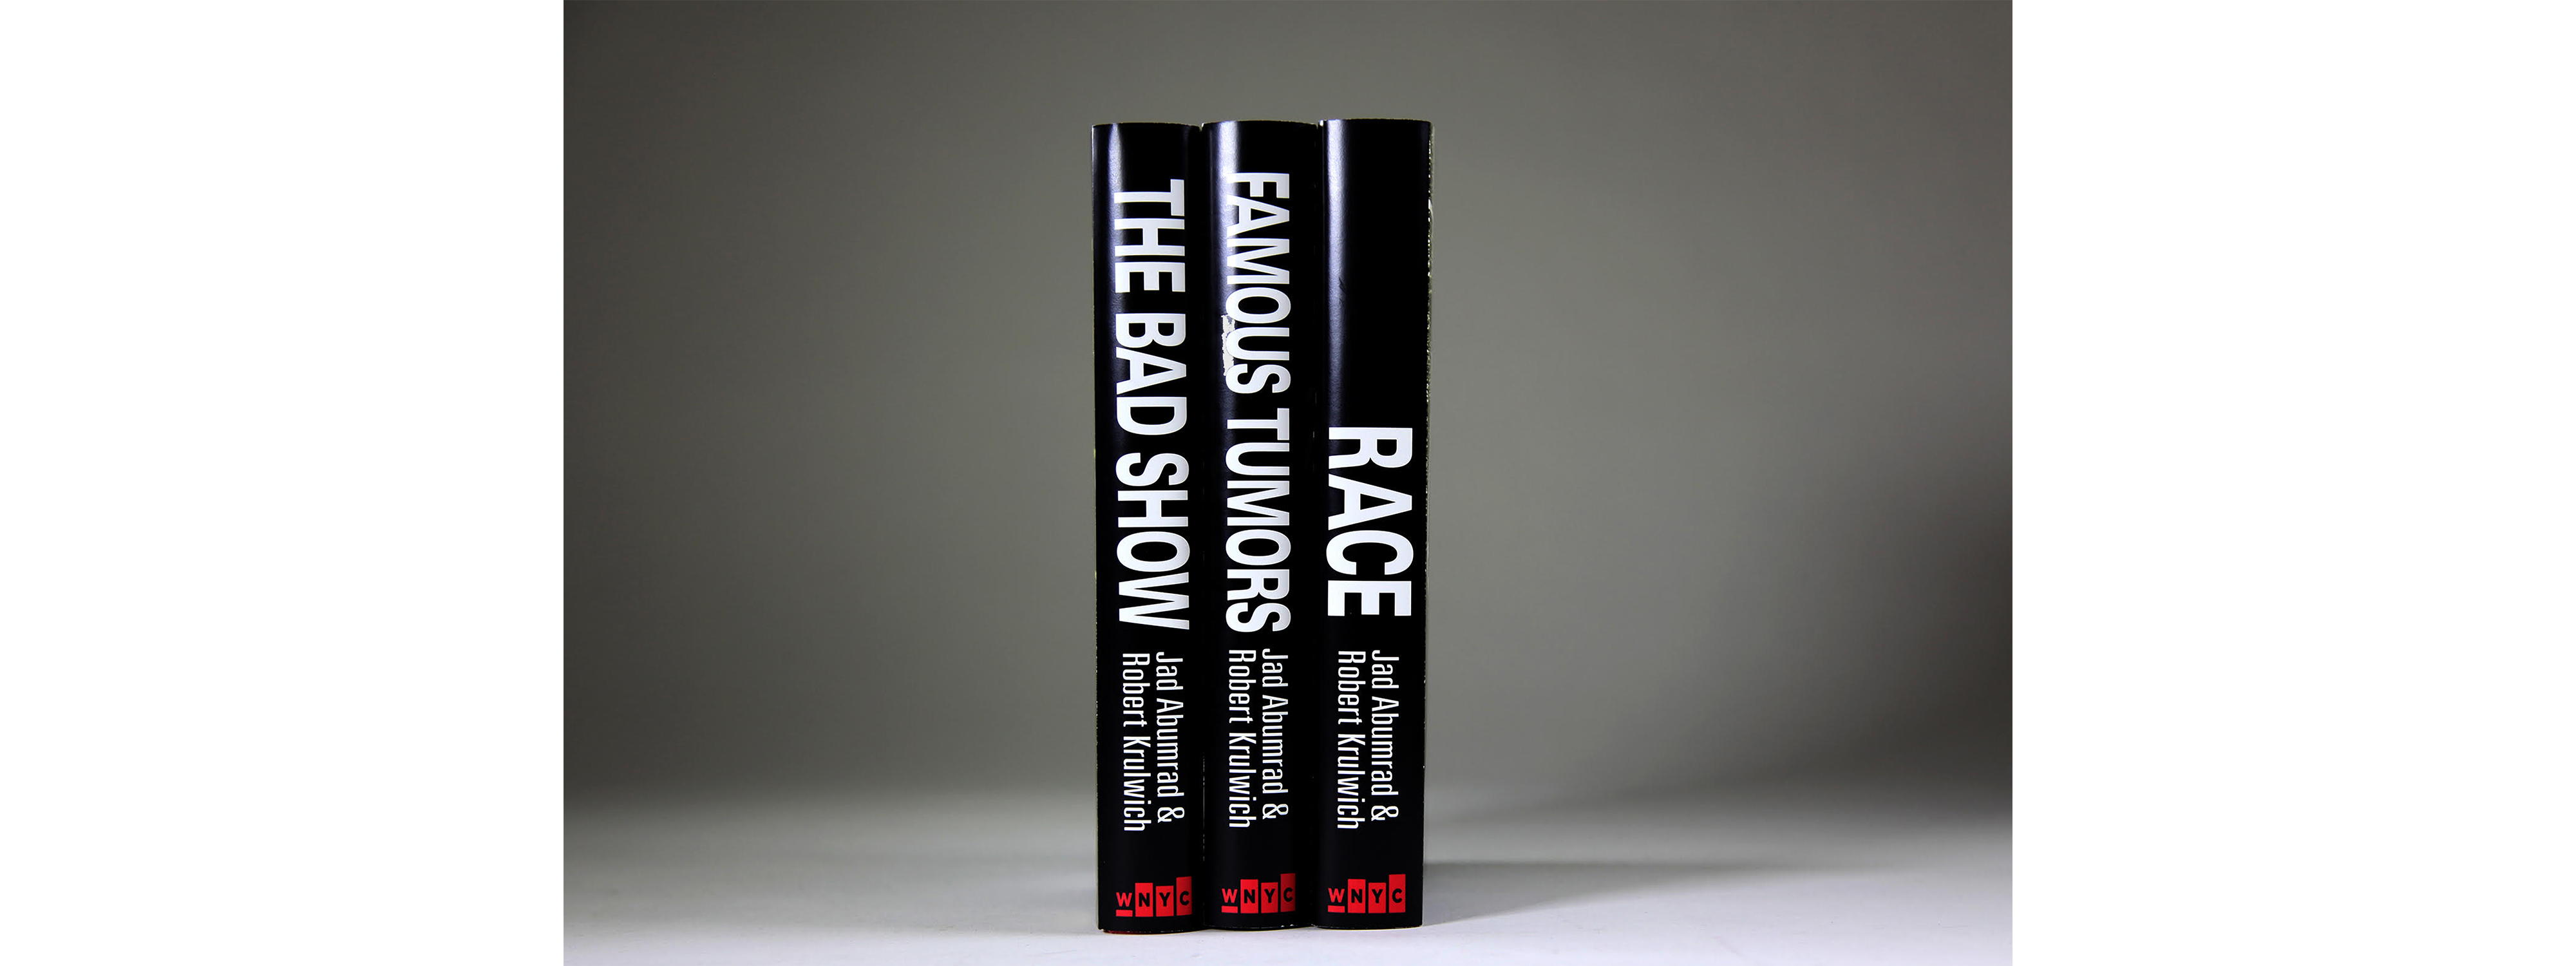 THE BAD SHOW
Jad Abumrad &
Robert Krulwich
WNYC
FAMOUS TUMORS
Jad Abumrad &
Robert Krulwich
WNYC
RACE
Jad Abumrad &
Robert Krulwich
WNYC